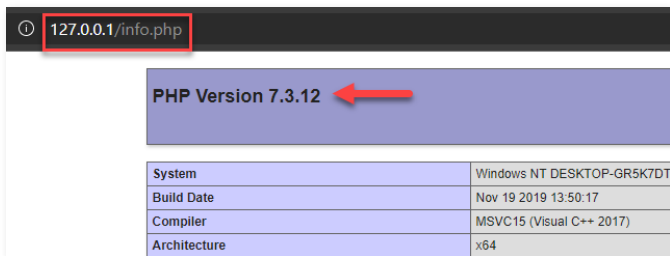 127.0.0.1/info.php
PHP Version 7.3.12
System Windows NT DESKTOP-GR5K7DT
Build Date Nov 19 2019 13:50:17
Compiler MSVC15 (Visual C++ 2017)
Architecture x64